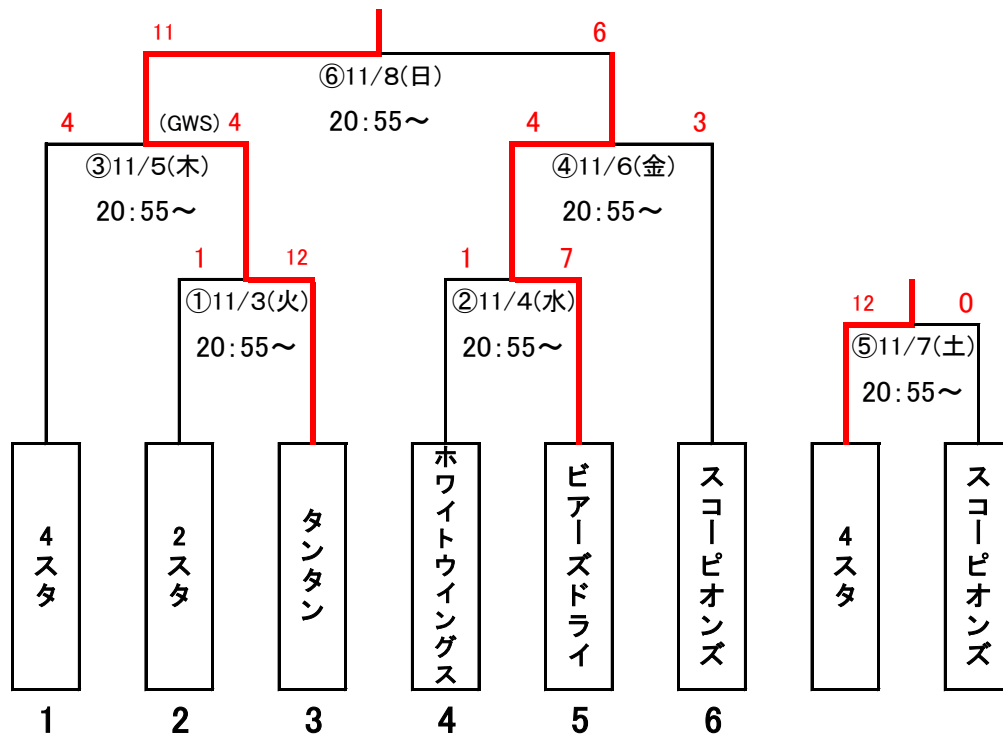 11
6
⑥11/8(日)
20:55～
4
(GWS) 4
4
3
③11/5(木)
20:55～
④11/6(金)
20:55～
1
12
1
7
①11/3(火)
20:55～
②11/4(水)
20:55～
12
0
⑤11/7(土)
20:55～
4スタ
2スタ
タンタン
ホワイトウイングス
ビアーズドライ
スコーピオンズ
4スタ
スコーピオンズ
1
2
3
4
5
6